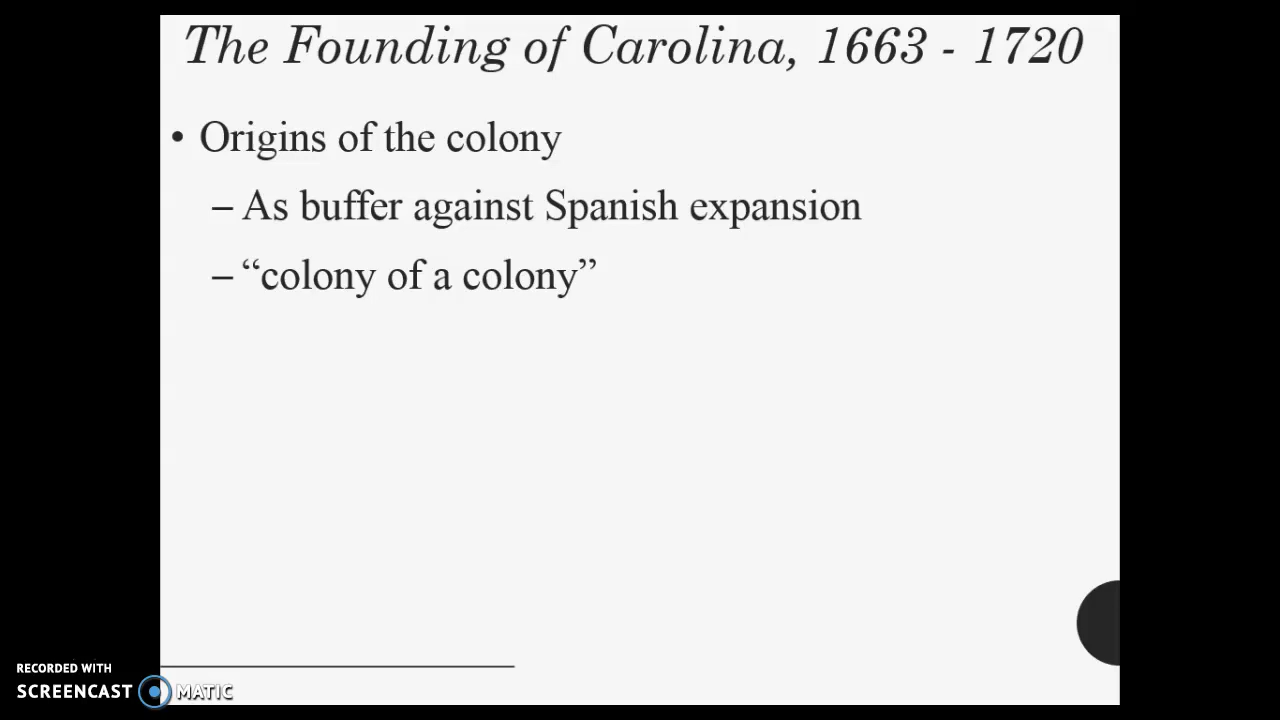 The Founding of Carolina, 1663 - 1720
• Origins of the colony
– As buffer against Spanish expansion
– “colony of a colony”
RECORDED WITH
SCREENCAST MATIC